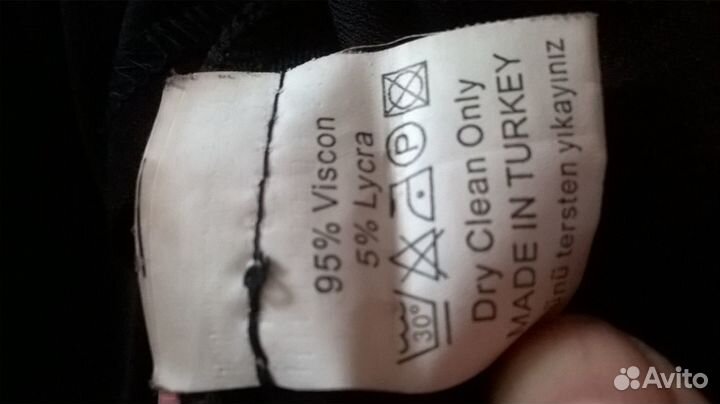 95% Viscon
5% Lycra
30° P
Dry Clean Only
MADE IN TURKEY
tersten yıkayınız
Avito